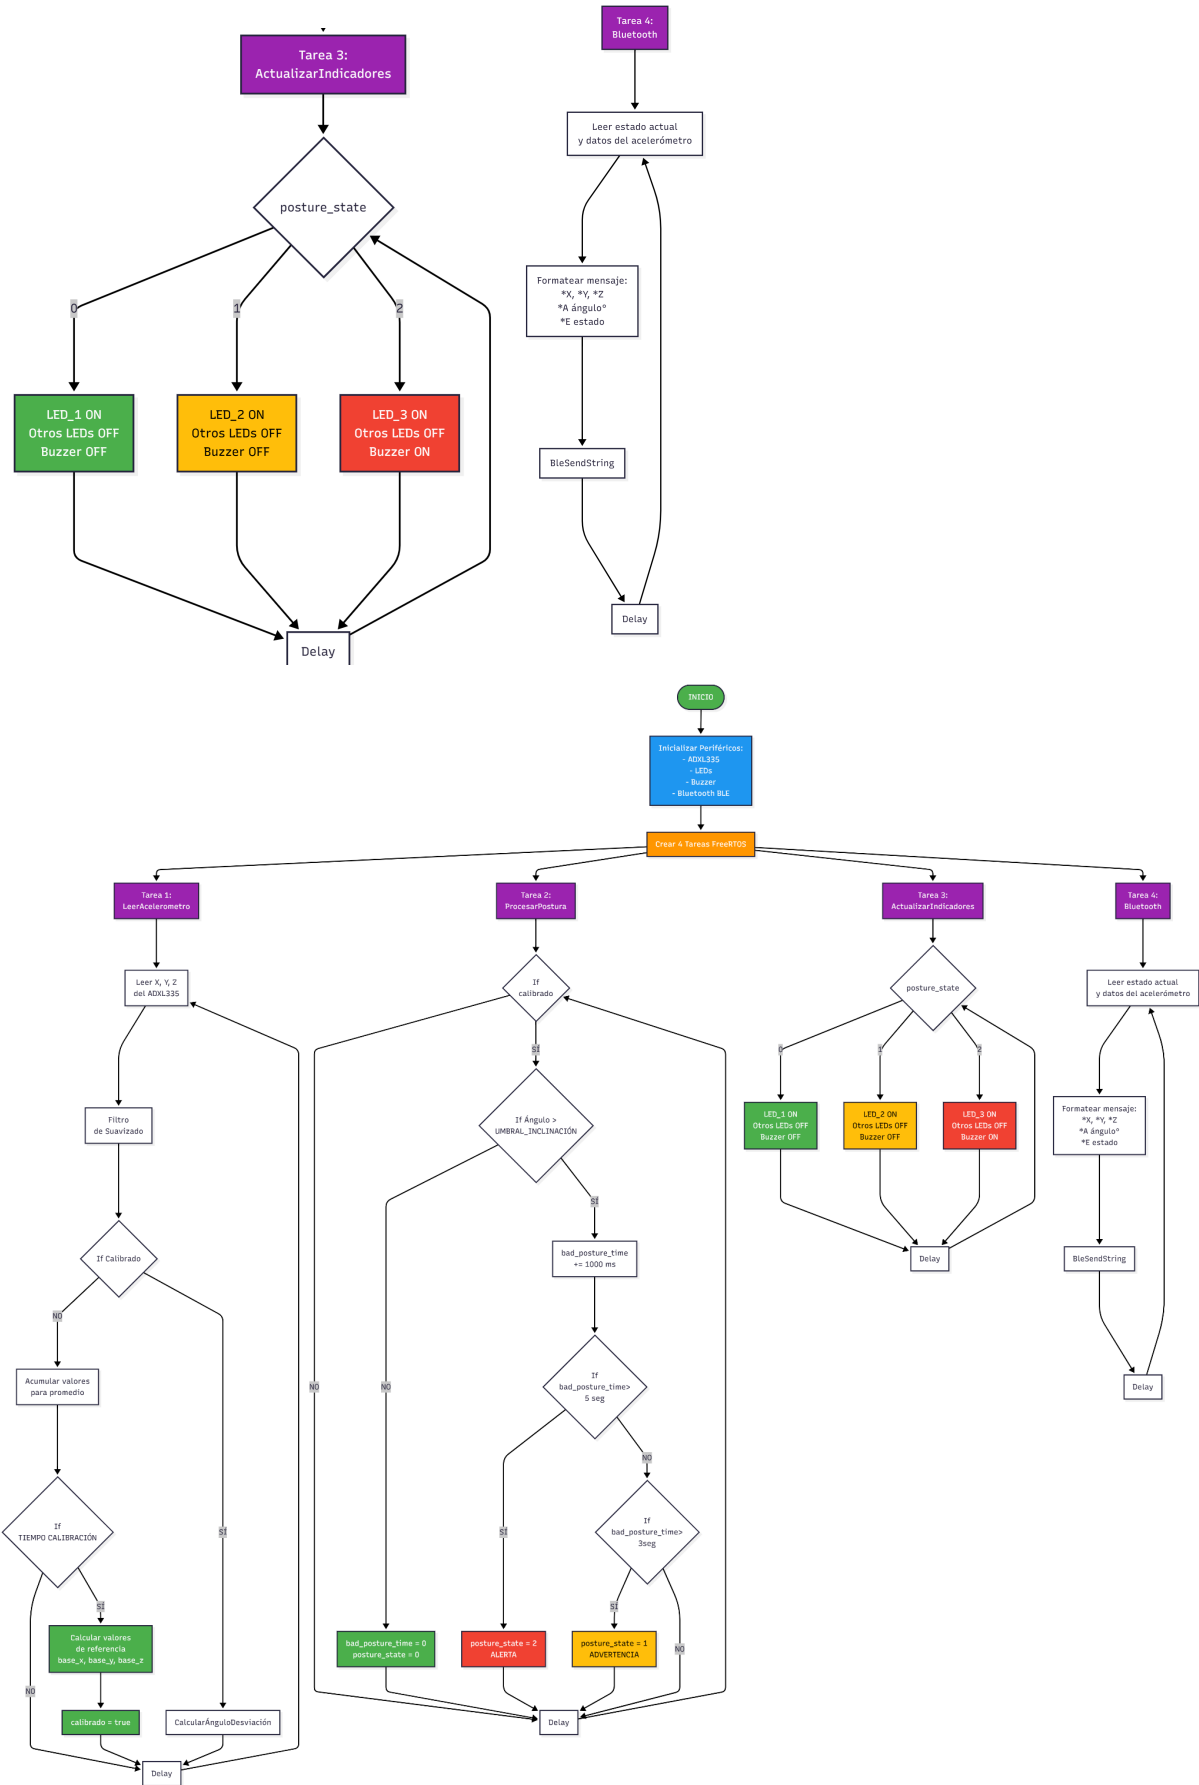 Tarea 3:
ActualizarIndicadores
posture_state
0
1
2
LED_1 ON
Otros LEDs OFF
Buzzer OFF
LED_2 ON
Otros LEDs OFF
Buzzer OFF
LED_3 ON
Otros LEDs OFF
Buzzer ON
Delay
Tarea 4:
Bluetooth
Leer estado actual
y datos del acelerómetro
Formatear mensaje:
*X, *Y, *Z
*A ángulo°
*E estado
BleSendString
Delay
INICIO
Inicializar Periféricos:
- ADXL335
- LEDs
- Buzzer
- Bluetooth BLE
Crear 4 Tareas FreeRTOS
Tarea 1:
LeerAcelerometro
Leer X, Y, Z
del ADXL335
Filtro
de Suavizado
If Calibrado
NO
Acumular valores
para promedio
If
TIEMPO CALIBRACIÓN
SÍ
SÍ
Calcular valores
de referencia
base_x, base_y, base_z
NO
calibrado = true
CalcularÁnguloDesviación
Delay
Tarea 2:
ProcesarPostura
If
calibrado
SÍ
If Ángulo >
UMBRAL_INCLINACIÓN
SÍ
bad_posture_time
+= 1000 ms
If
bad_posture_time>
5 seg
NO
NO
NO
If
bad_posture_time>
3seg
SÍ
SÍ
NO
bad_posture_time = 0
posture_state = 0
posture_state = 2
ALERTA
posture_state = 1
ADVERTENCIA
Delay
Tarea 3:
ActualizarIndicadores
posture_state
0
1
2
LED_1 ON
Otros LEDs OFF
Buzzer OFF
LED_2 ON
Otros LEDs OFF
Buzzer OFF
LED_3 ON
Otros LEDs OFF
Buzzer ON
Delay
Tarea 4:
Bluetooth
Leer estado actual
y datos del acelerómetro
Formatear mensaje:
*X, *Y, *Z
*A ángulo°
*E estado
BleSendString
Delay